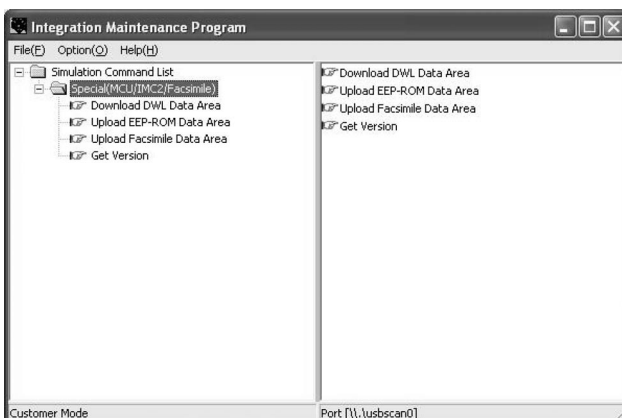 Integration Maintenance Program
File(F) Option(O) Help(H)
Simulation Command List
Special(MCU/IMC2/Facsimile)
Download DWL Data Area
Upload EEP-ROM Data Area
Upload Facsimile Data Area
Get Version
Download DWL Data Area
Upload EEP-ROM Data Area
Upload Facsimile Data Area
Get Version
Customer Mode
Port [\\.\usbscan0]